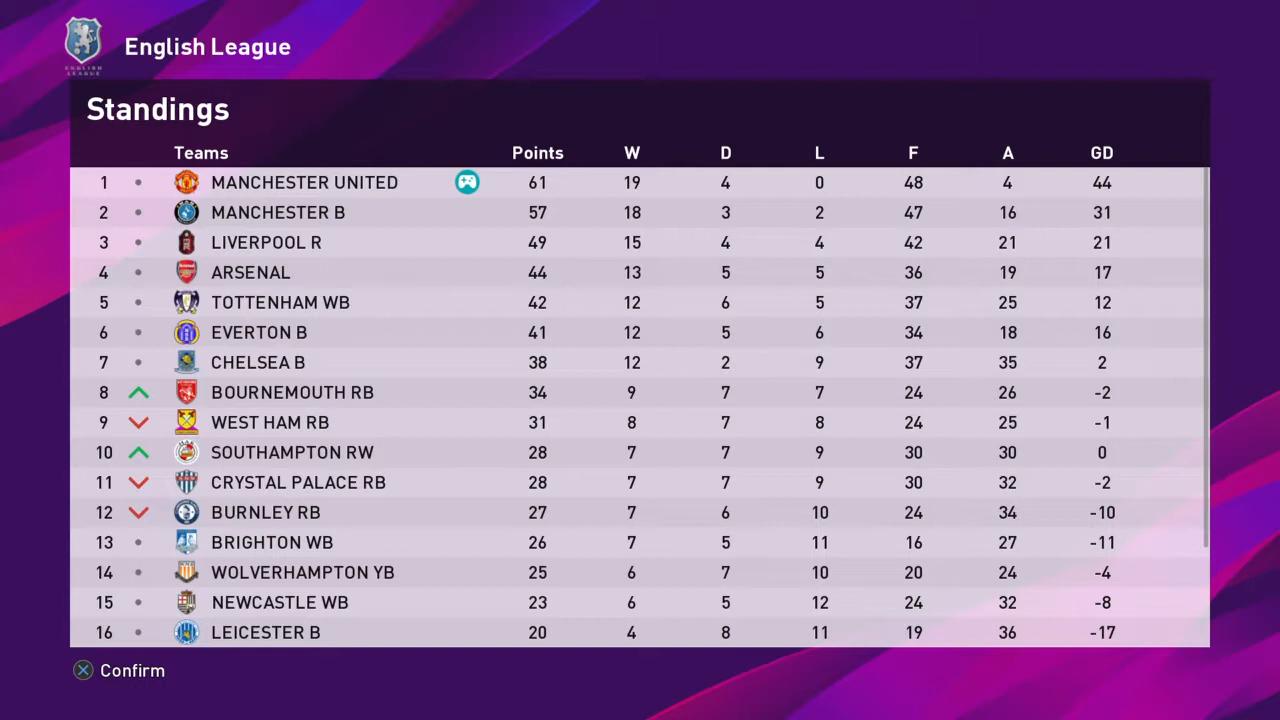 English League
ENGLISH
LEAGUE
Standings
Teams Points W D L F A GD
1 MANCHESTER UNITED 61 19 4 0 48 4 44
2 MANCHESTER B 57 18 3 2 47 16 31
3 LIVERPOOL R 49 15 4 4 42 21 21
4 ARSENAL 44 13 5 5 36 19 17
5 TOTTENHAM WB 42 12 6 5 37 25 12
6 EVERTON B 41 12 5 6 34 18 16
7 CHELSEA B 38 12 2 9 37 35 2
8 BOURNEMOUTH RB 34 9 7 7 24 26 -2
9 WEST HAM RB 31 8 7 8 24 25 -1
10 SOUTHAMPTON RW 28 7 7 9 30 30 0
11 CRYSTAL PALACE RB 28 7 7 9 30 32 -2
12 BURNLEY RB 27 7 6 10 24 34 -10
13 BRIGHTON WB 26 7 5 11 16 27 -11
14 WOLVERHAMPTON YB 25 6 7 10 20 24 -4
15 NEWCASTLE WB 23 6 5 12 24 32 -8
16 LEICESTER B 20 4 8 11 19 36 -17
Confirm